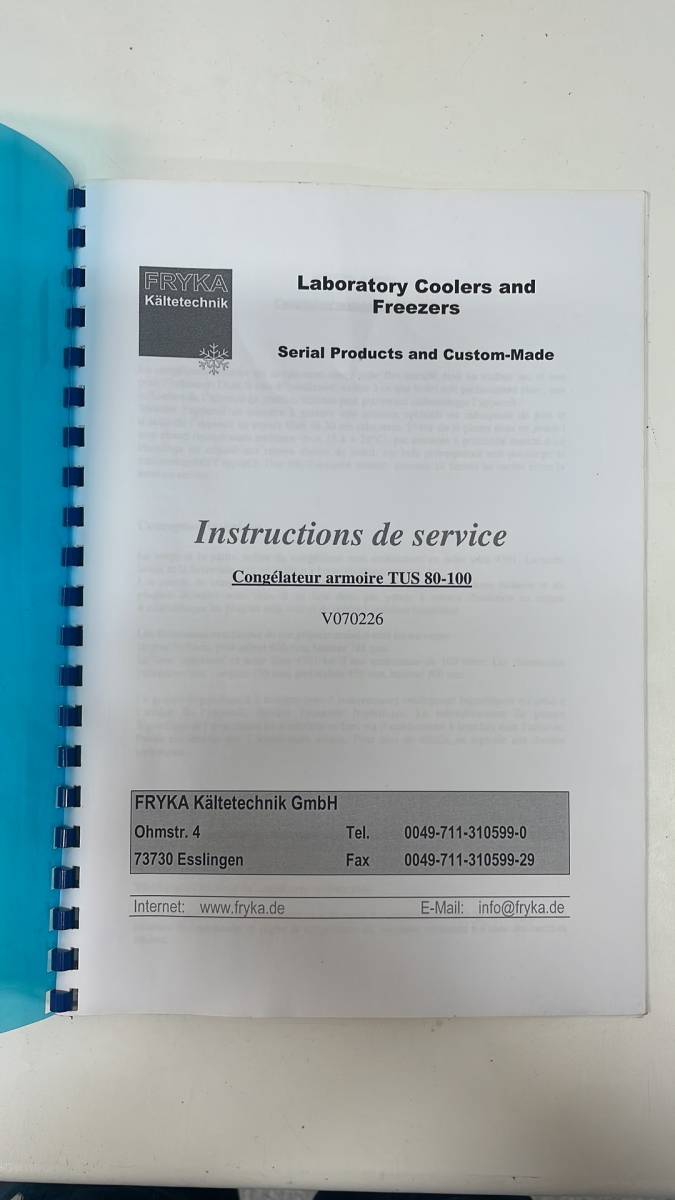 FRYKA
Kältetechnik
Laboratory Coolers and
Freezers
Serial Products and Custom-Made
Instructions de service
Congélateur armoire TUS 80-100
V070226
FRYKA Kältetechnik GmbH
Ohmstr. 4 Tel. 0049-711-310599-0
73730 Esslingen Fax 0049-711-310599-29
Internet: www.fryka.de E-Mail: info@fryka.de